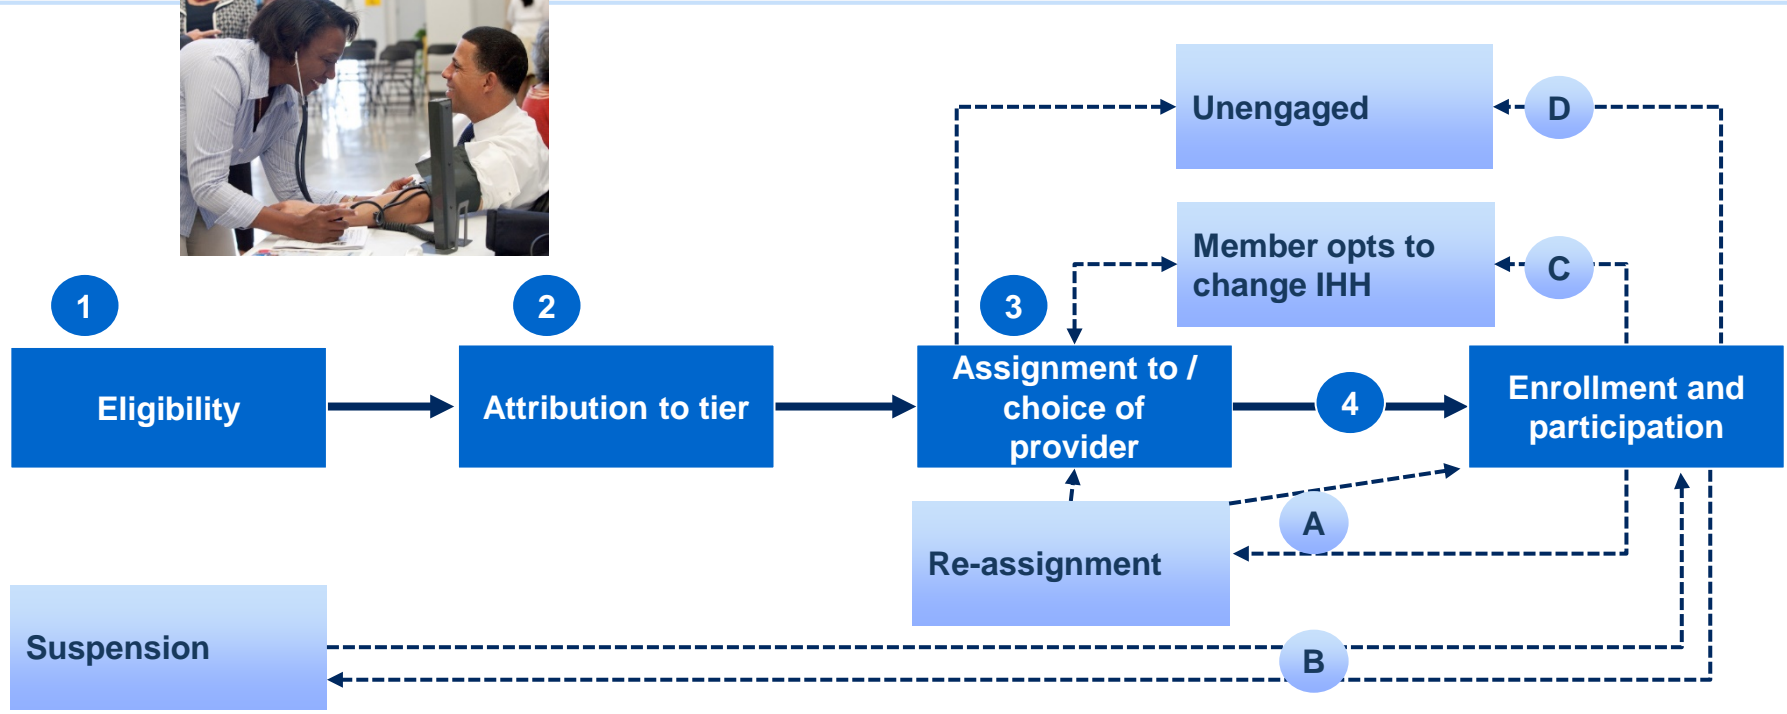 1
Eligibility
2
Attribution to tier
3
Assignment to /
choice of
provider
4
Enrollment and
participation
Unengaged
D
Member opts to
change IHH
C
Re-assignment
A
Suspension
B